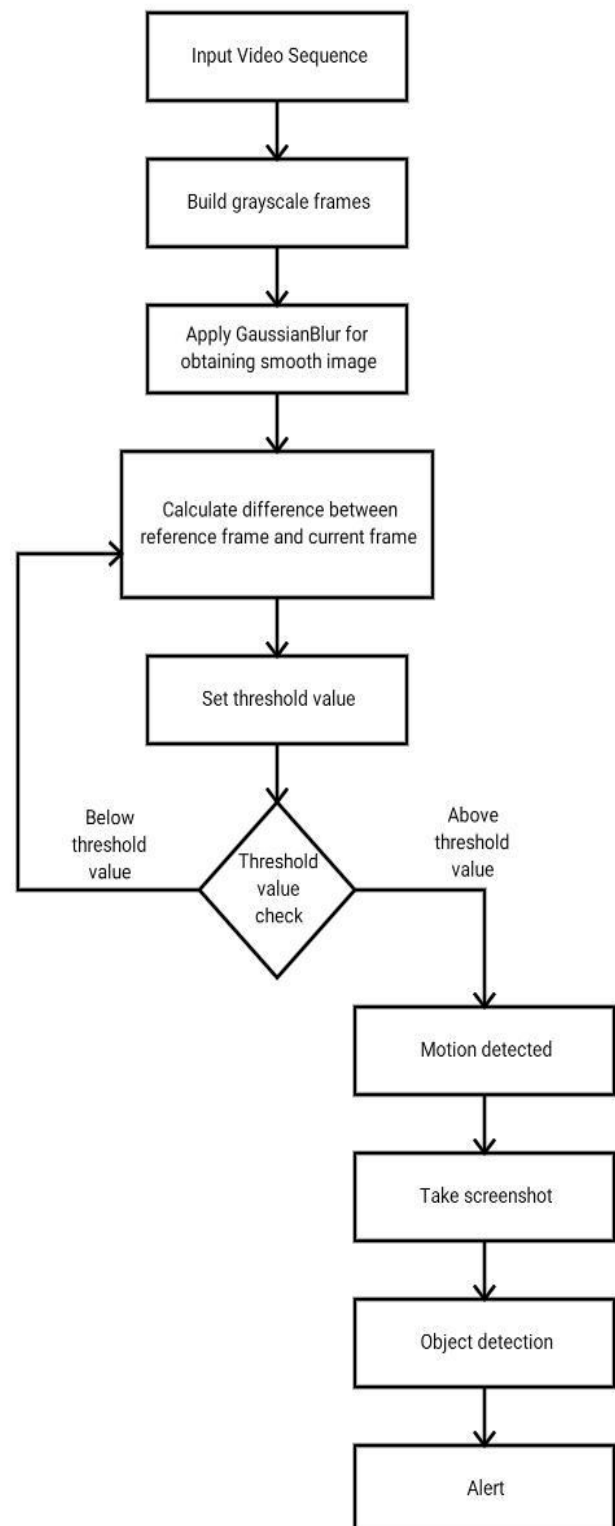 Input Video Sequence
Build grayscale frames
Apply GaussianBlur for
obtaining smooth image
Calculate difference between
reference frame and current frame
Set threshold value
Below
threshold
value
Threshold
value
check
Above
threshold
value
Motion detected
Take screenshot
Object detection
Alert